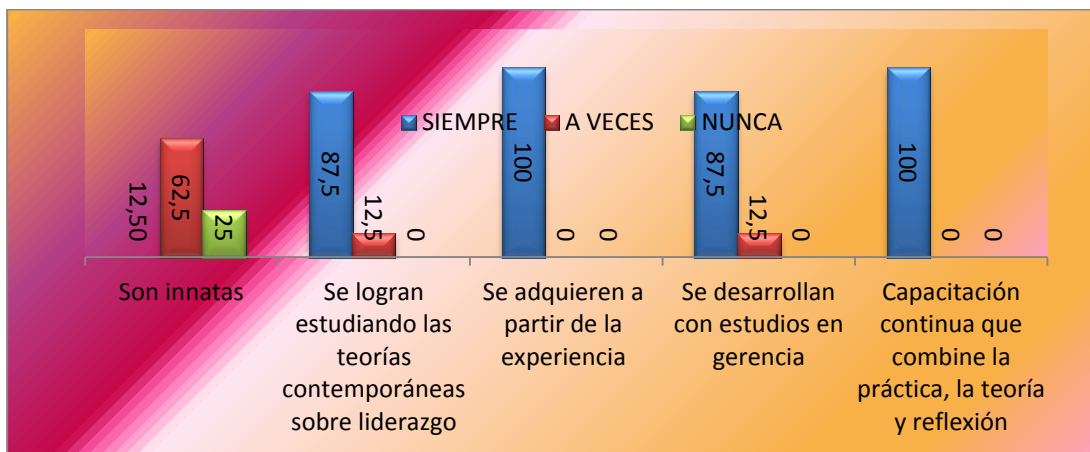 SIEMPRE A VECES NUNCA
12,50 62,5 25
87,5 12,5 0
100 0 0
87,5 12,5 0
100 0 0
Son innatas
Se logran
estudiando las
teorías
contemporáneas
sobre liderazgo
Se adquieren a
partir de la
experiencia
Se desarrollan
con estudios en
gerencia
Capacitación
continua que
combine la
práctica, la teoría
y reflexión